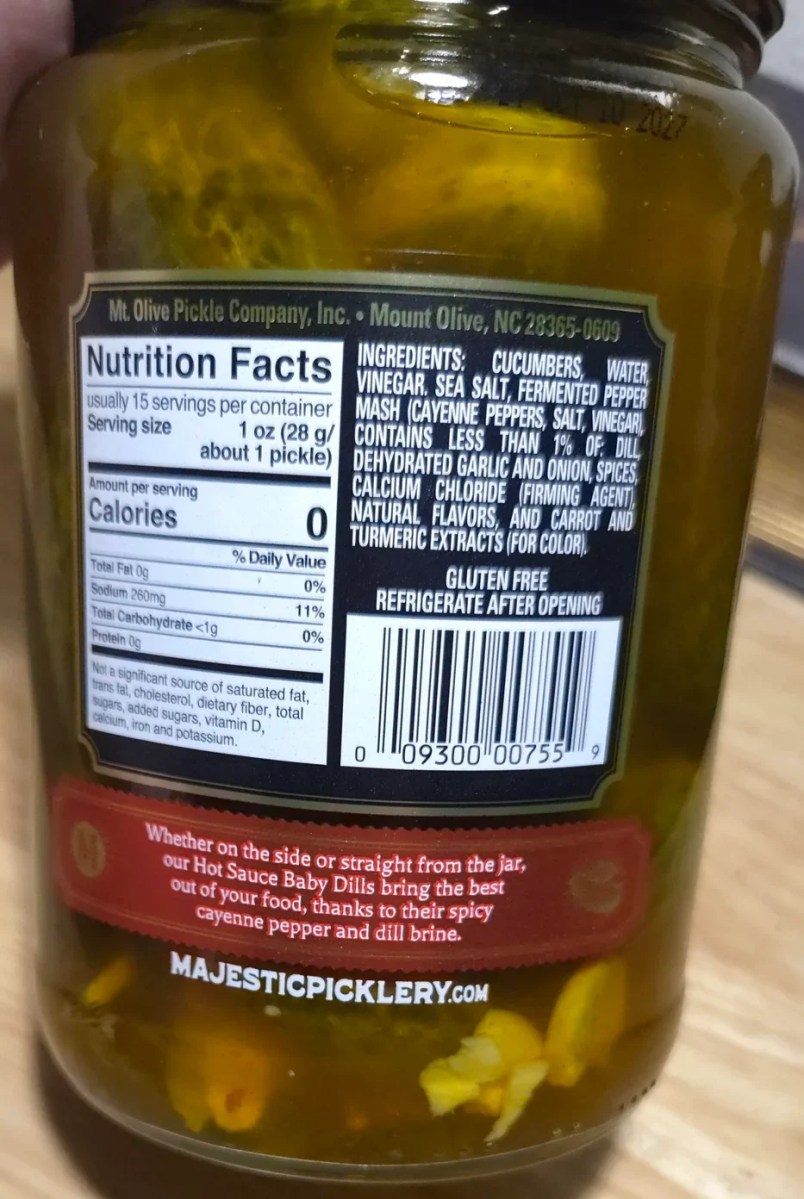 2027
Mt. Olive Pickle Company, Inc. • Mount Olive, NC 28365-0609
Nutrition Facts
usually 15 servings per container
Serving size 1 oz (28 g/
about 1 pickle)
Amount per serving
Calories 0
% Daily Value
Total Fat 0g 0%
Sodium 260mg 11%
Total Carbohydrate <1g 0%
Protein 0g
Not a significant source of saturated fat,
trans fat, cholesterol, dietary fiber, total
sugars, added sugars, vitamin D,
calcium, iron and potassium.
INGREDIENTS: CUCUMBERS, WATER,
VINEGAR, SEA SALT, FERMENTED PEPPER
MASH (CAYENNE PEPPERS, SALT, VINEGAR),
CONTAINS LESS THAN 1% OF: DILL,
DEHYDRATED GARLIC AND ONION, SPICES,
CALCIUM CHLORIDE (FIRMING AGENT),
NATURAL FLAVORS, AND CARROT AND
TURMERIC EXTRACTS (FOR COLOR).
GLUTEN FREE
REFRIGERATE AFTER OPENING
0 09300 00755 9
Whether on the side or straight from the jar,
our Hot Sauce Baby Dills bring the best
out of your food, thanks to their spicy
cayenne pepper and dill brine.
MAJESTICPICKLERY.COM